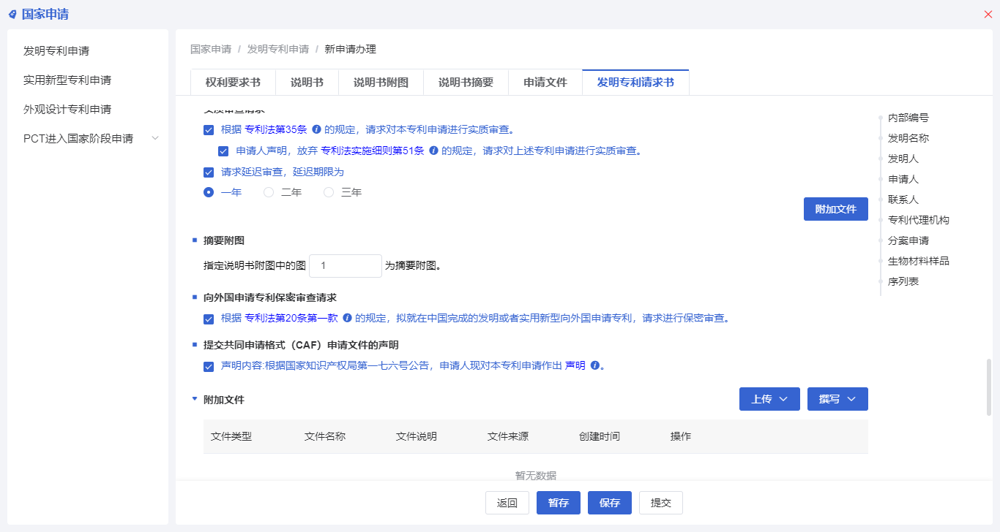 国家申请
发明专利申请
实用新型专利申请
外观设计专利申请
PCT进入国家阶段申请
国家申请 / 发明专利申请 / 新申请办理
权利要求书 说明书 说明书附图 说明书摘要 申请文件 发明专利请求书
根据 专利法第35条 的规定，请求对本专利申请进行实质审查。
申请人声明，放弃 专利法实施细则第51条 的规定，请求对上述专利申请进行实质审查。
请求延迟审查，延迟期限为
一年 二年 三年
附加文件
摘要附图
指定说明书附图中的图 1 为摘要附图。
向外国申请专利保密审查请求
根据 专利法第20条第一款 的规定，拟就在中国完成的发明或者实用新型向外国申请专利，请求进行保密审查。
提交共同申请格式（CAF）申请文件的声明
声明内容:根据国家知识产权局第一七六号公告，申请人现对本专利申请作出 声明 。
附加文件 上传 撰写
文件类型 文件名称 文件说明 文件来源 创建时间 操作
暂无数据
返回 暂存 保存 提交
内部编号
发明名称
发明人
申请人
联系人
专利代理机构
分案申请
生物材料样品
序列表